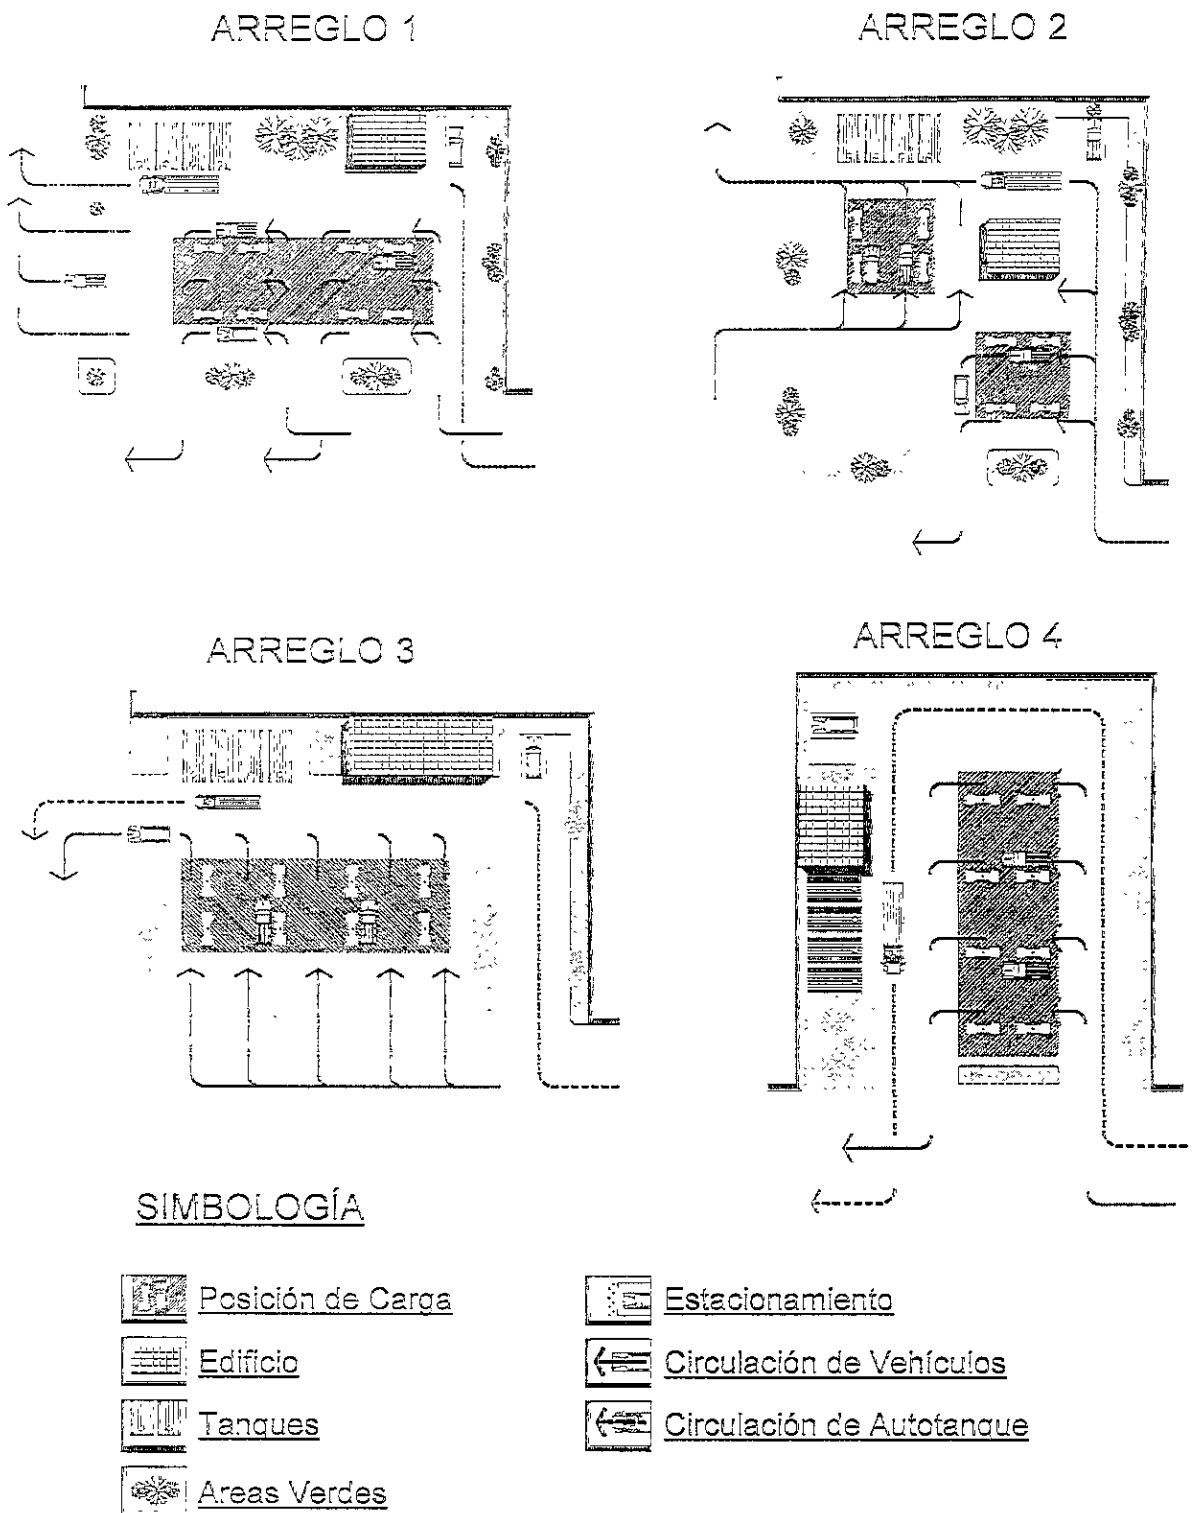 ARREGLO 1
ARREGLO 2
ARREGLO 3
ARREGLO 4
SIMBOLOGÍA
Posición de Carga
Edificio
Tanques
Areas Verdes
Estacionamiento
Circulación de Vehículos
Circulación de Autotanque